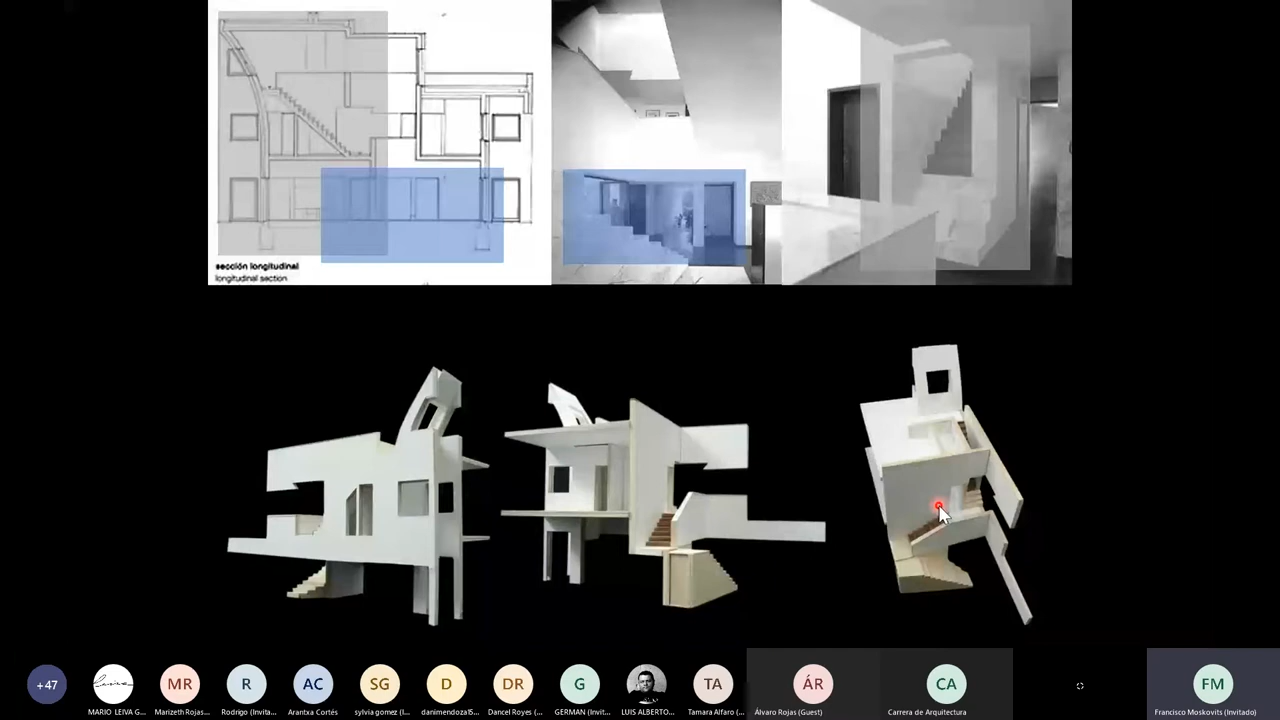 sección longitudinal
longitudinal section
+47
MR
R
AC
SG
D
DR
G
TA
ÁR
CA
FM
MARIO LEIVA G...
Marizeth Rojas...
Rodrigo (Invita...
Arantxa Cortés
sylvia gomez (I...
danimendoza15...
Dancel Royes (...
GERMAN (Invit...
LUIS ALBERTO...
Tamara Alfaro (...
Álvaro Rojas (Guest)
Carrera de Arquitectura
Francisco Moskovits (Invitado)